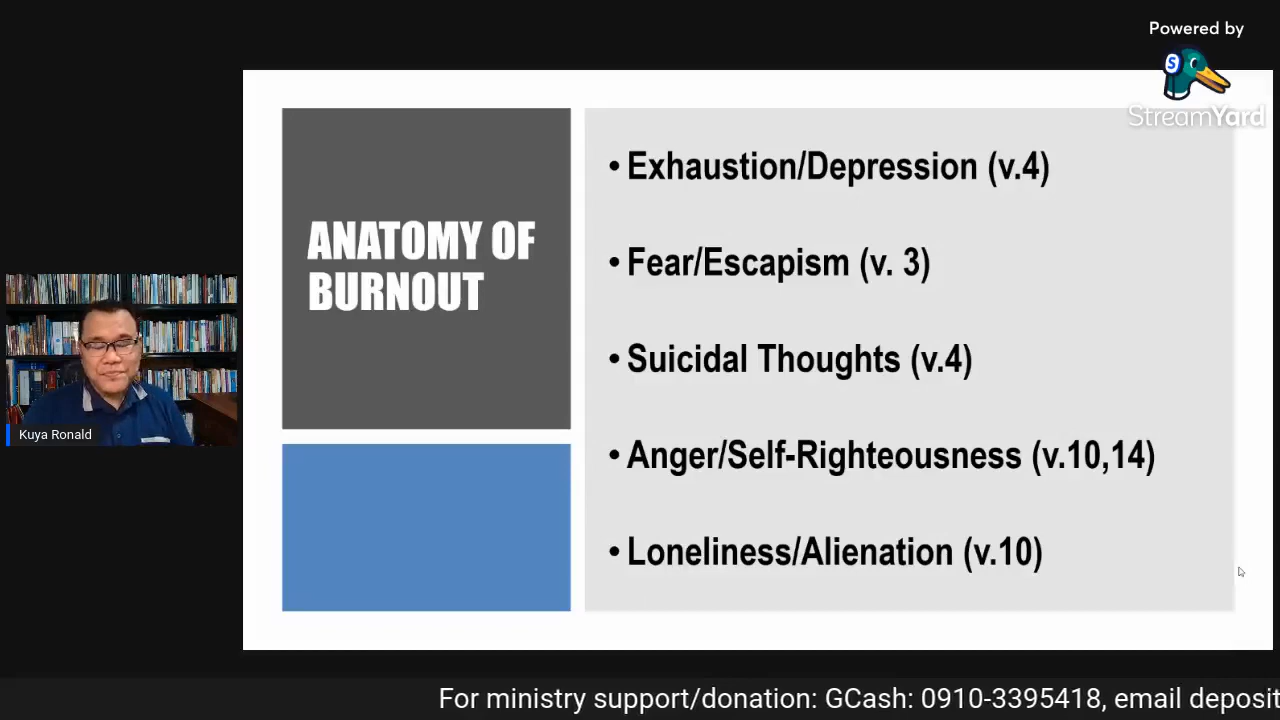 Powered by
S
StreamYard
ANATOMY OF
BURNOUT
• Exhaustion/Depression (v.4)
• Fear/Escapism (v. 3)
• Suicidal Thoughts (v.4)
• Anger/Self-Righteousness (v.10,14)
• Loneliness/Alienation (v.10)
Kuya Ronald
For ministry support/donation: GCash: 0910-3395418, email deposit